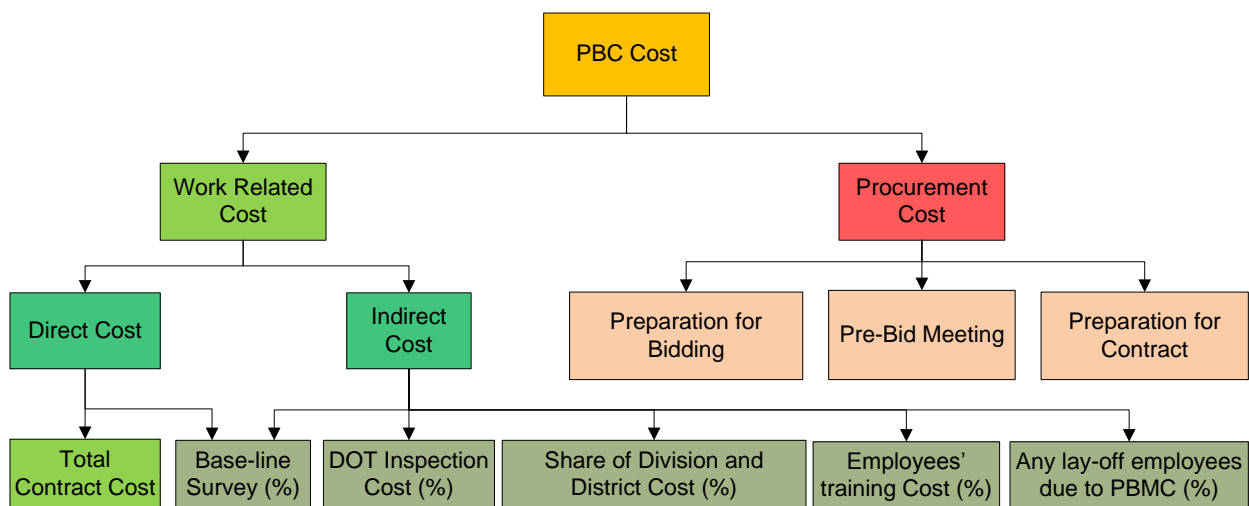 PBC Cost
Work Related
Cost
Procurement
Cost
Direct Cost
Indirect
Cost
Preparation for
Bidding
Pre-Bid Meeting
Preparation for
Contract
Total
Contract Cost
Base-line
Survey (%)
DOT Inspection
Cost (%)
Share of Division and
District Cost (%)
Employees’
training Cost (%)
Any lay-off employees
due to PBMC (%)